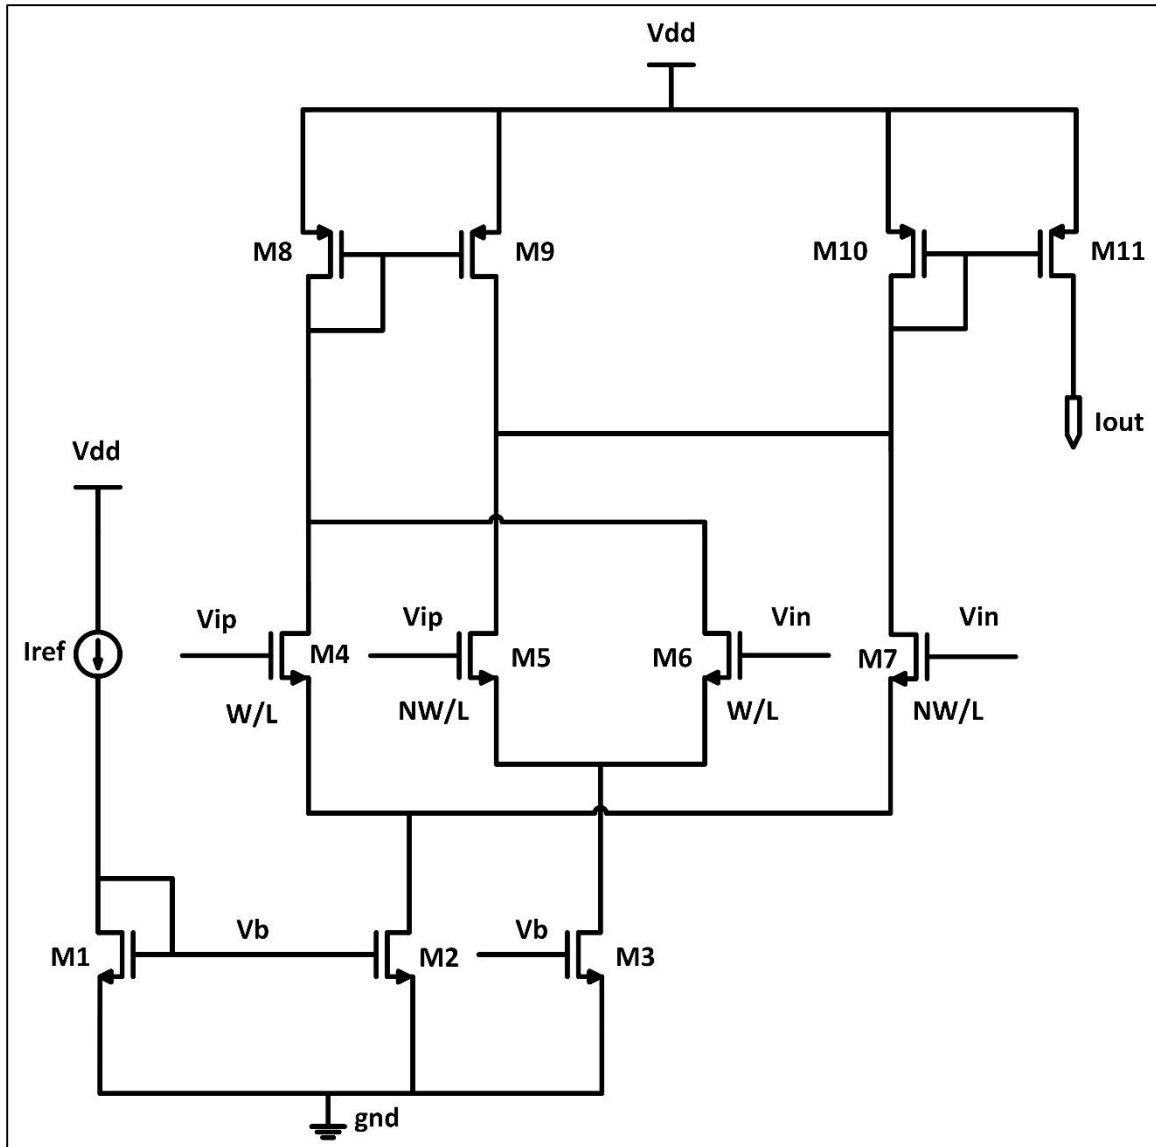 Vdd
M8
M9
M10
M11
Iout
Vdd
Iref
Vip
Vip
Vin
Vin
M4
M5
M6
M7
W/L
NW/L
W/L
NW/L
M1
Vb
M2
Vb
M3
gnd